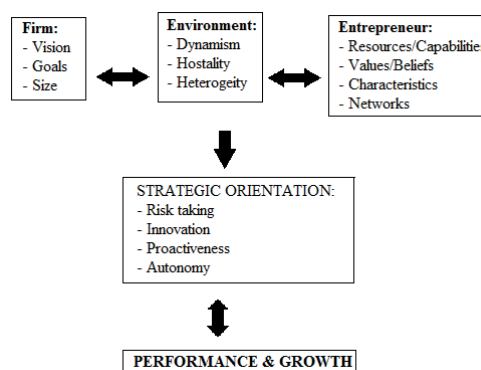 Firm:
- Vision
- Goals
- Size
Environment:
- Dynamism
- Hostality
- Heterogeity
Entrepreneur:
- Resources/Capabilities
- Values/Beliefs
- Characteristics
- Networks
STRATEGIC ORIENTATION:
- Risk taking
- Innovation
- Proactiveness
- Autonomy
PERFORMANCE & GROWTH